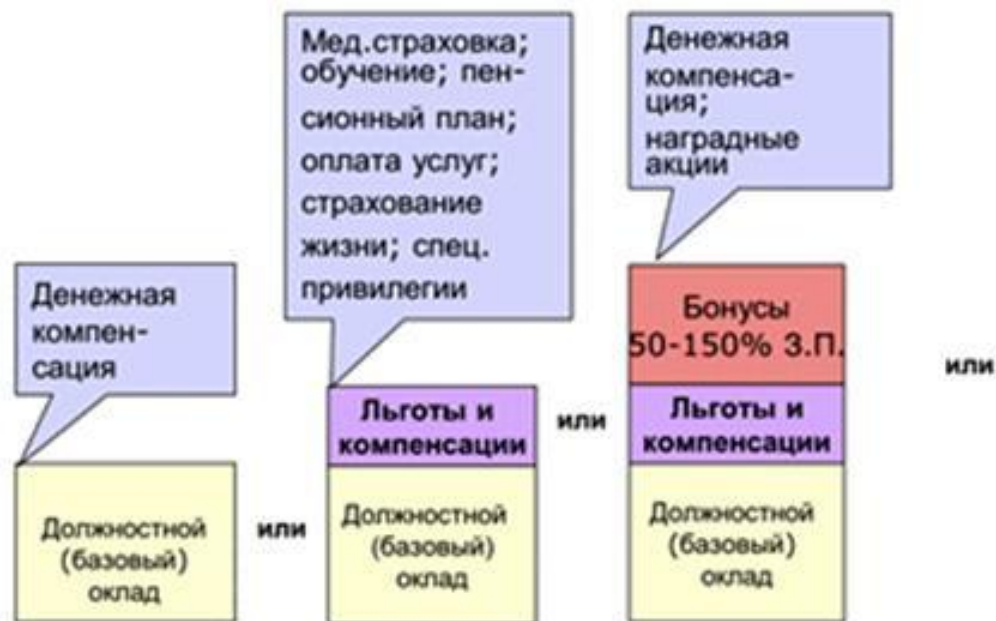 Мед.страховка;
обучение; пен-
сионный план;
оплата услуг;
страхование
жизни; спец.
привилегии
Денежная
компенса-
ция;
наградные
акции
Денежная
компен-
сация
Бонусы
50-150% З.П.
или
Льготы и
компенсации
или
Льготы и
компенсации
Должностной
(базовый)
оклад
или
Должностной
(базовый)
оклад
Должностной
(базовый)
оклад